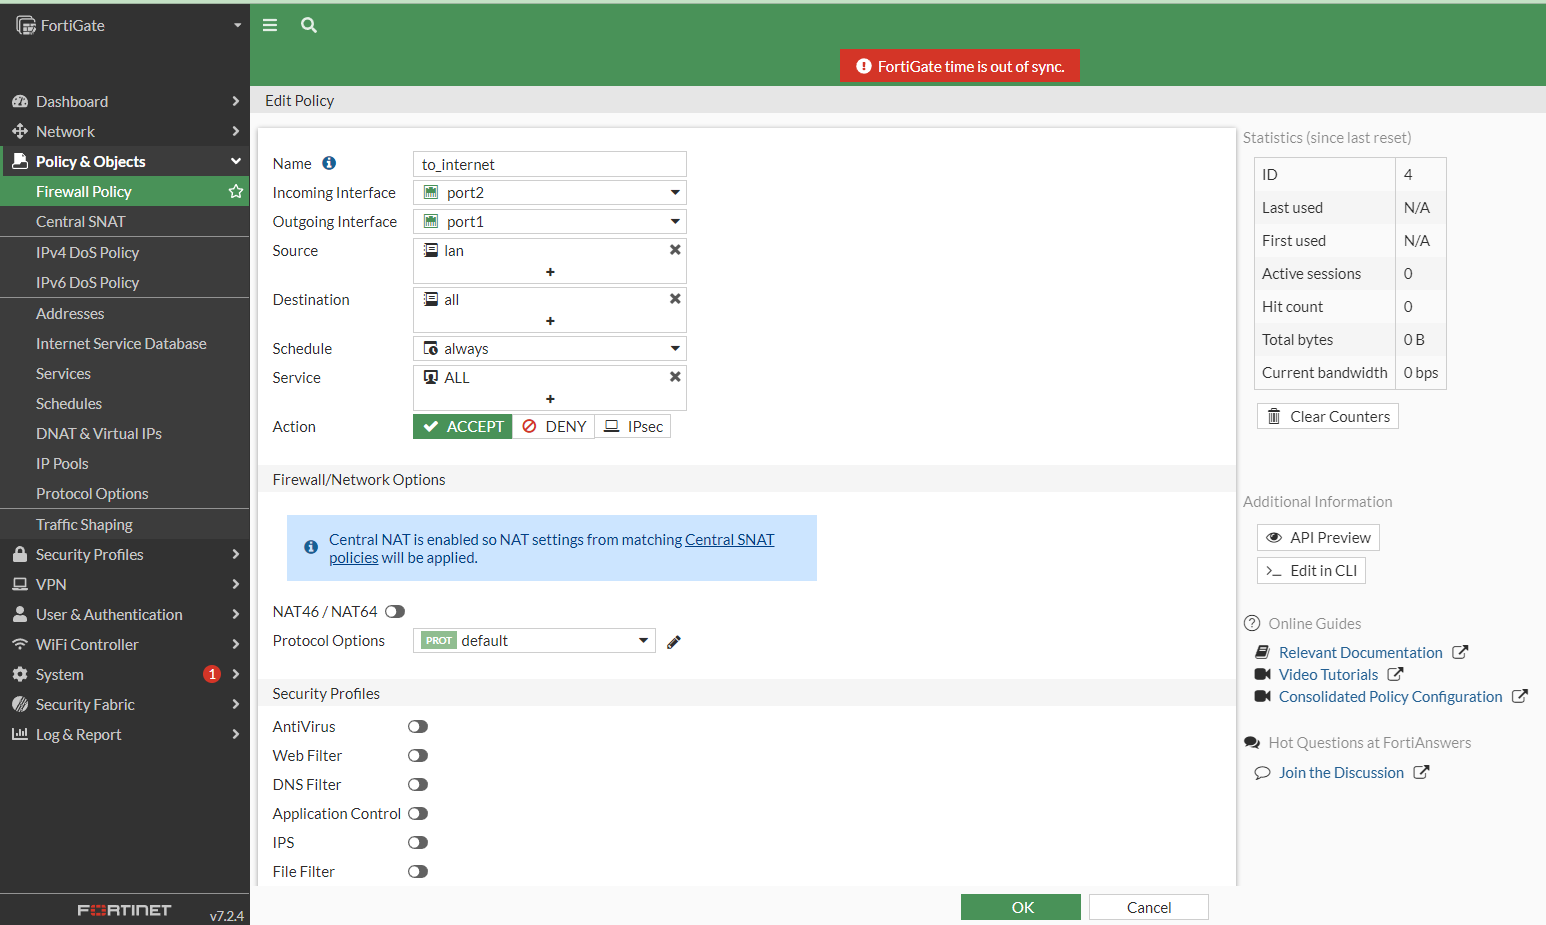 FortiGate
FortiGate time is out of sync.
Dashboard
Network
Policy & Objects
Firewall Policy
Central SNAT
IPv4 DoS Policy
IPv6 DoS Policy
Addresses
Internet Service Database
Services
Schedules
DNAT & Virtual IPs
IP Pools
Protocol Options
Traffic Shaping
Security Profiles
VPN
User & Authentication
WiFi Controller
System 1
Security Fabric
Log & Report
FORTINET v7.2.4
Edit Policy
Name to_internet
Incoming Interface port2
Outgoing Interface port1
Source lan
+
Destination all
+
Schedule always
Service ALL
+
Action ACCEPT DENY IPsec
Firewall/Network Options
Central NAT is enabled so NAT settings from matching Central SNAT
policies will be applied.
NAT46 / NAT64
Protocol Options PROT default
Security Profiles
AntiVirus
Web Filter
DNS Filter
Application Control
IPS
File Filter
OK Cancel
Statistics (since last reset)
ID 4
Last used N/A
First used N/A
Active sessions 0
Hit count 0
Total bytes 0 B
Current bandwidth 0 bps
Clear Counters
Additional Information
API Preview
>_ Edit in CLI
Online Guides
Relevant Documentation
Video Tutorials
Consolidated Policy Configuration
Hot Questions at FortiAnswers
Join the Discussion